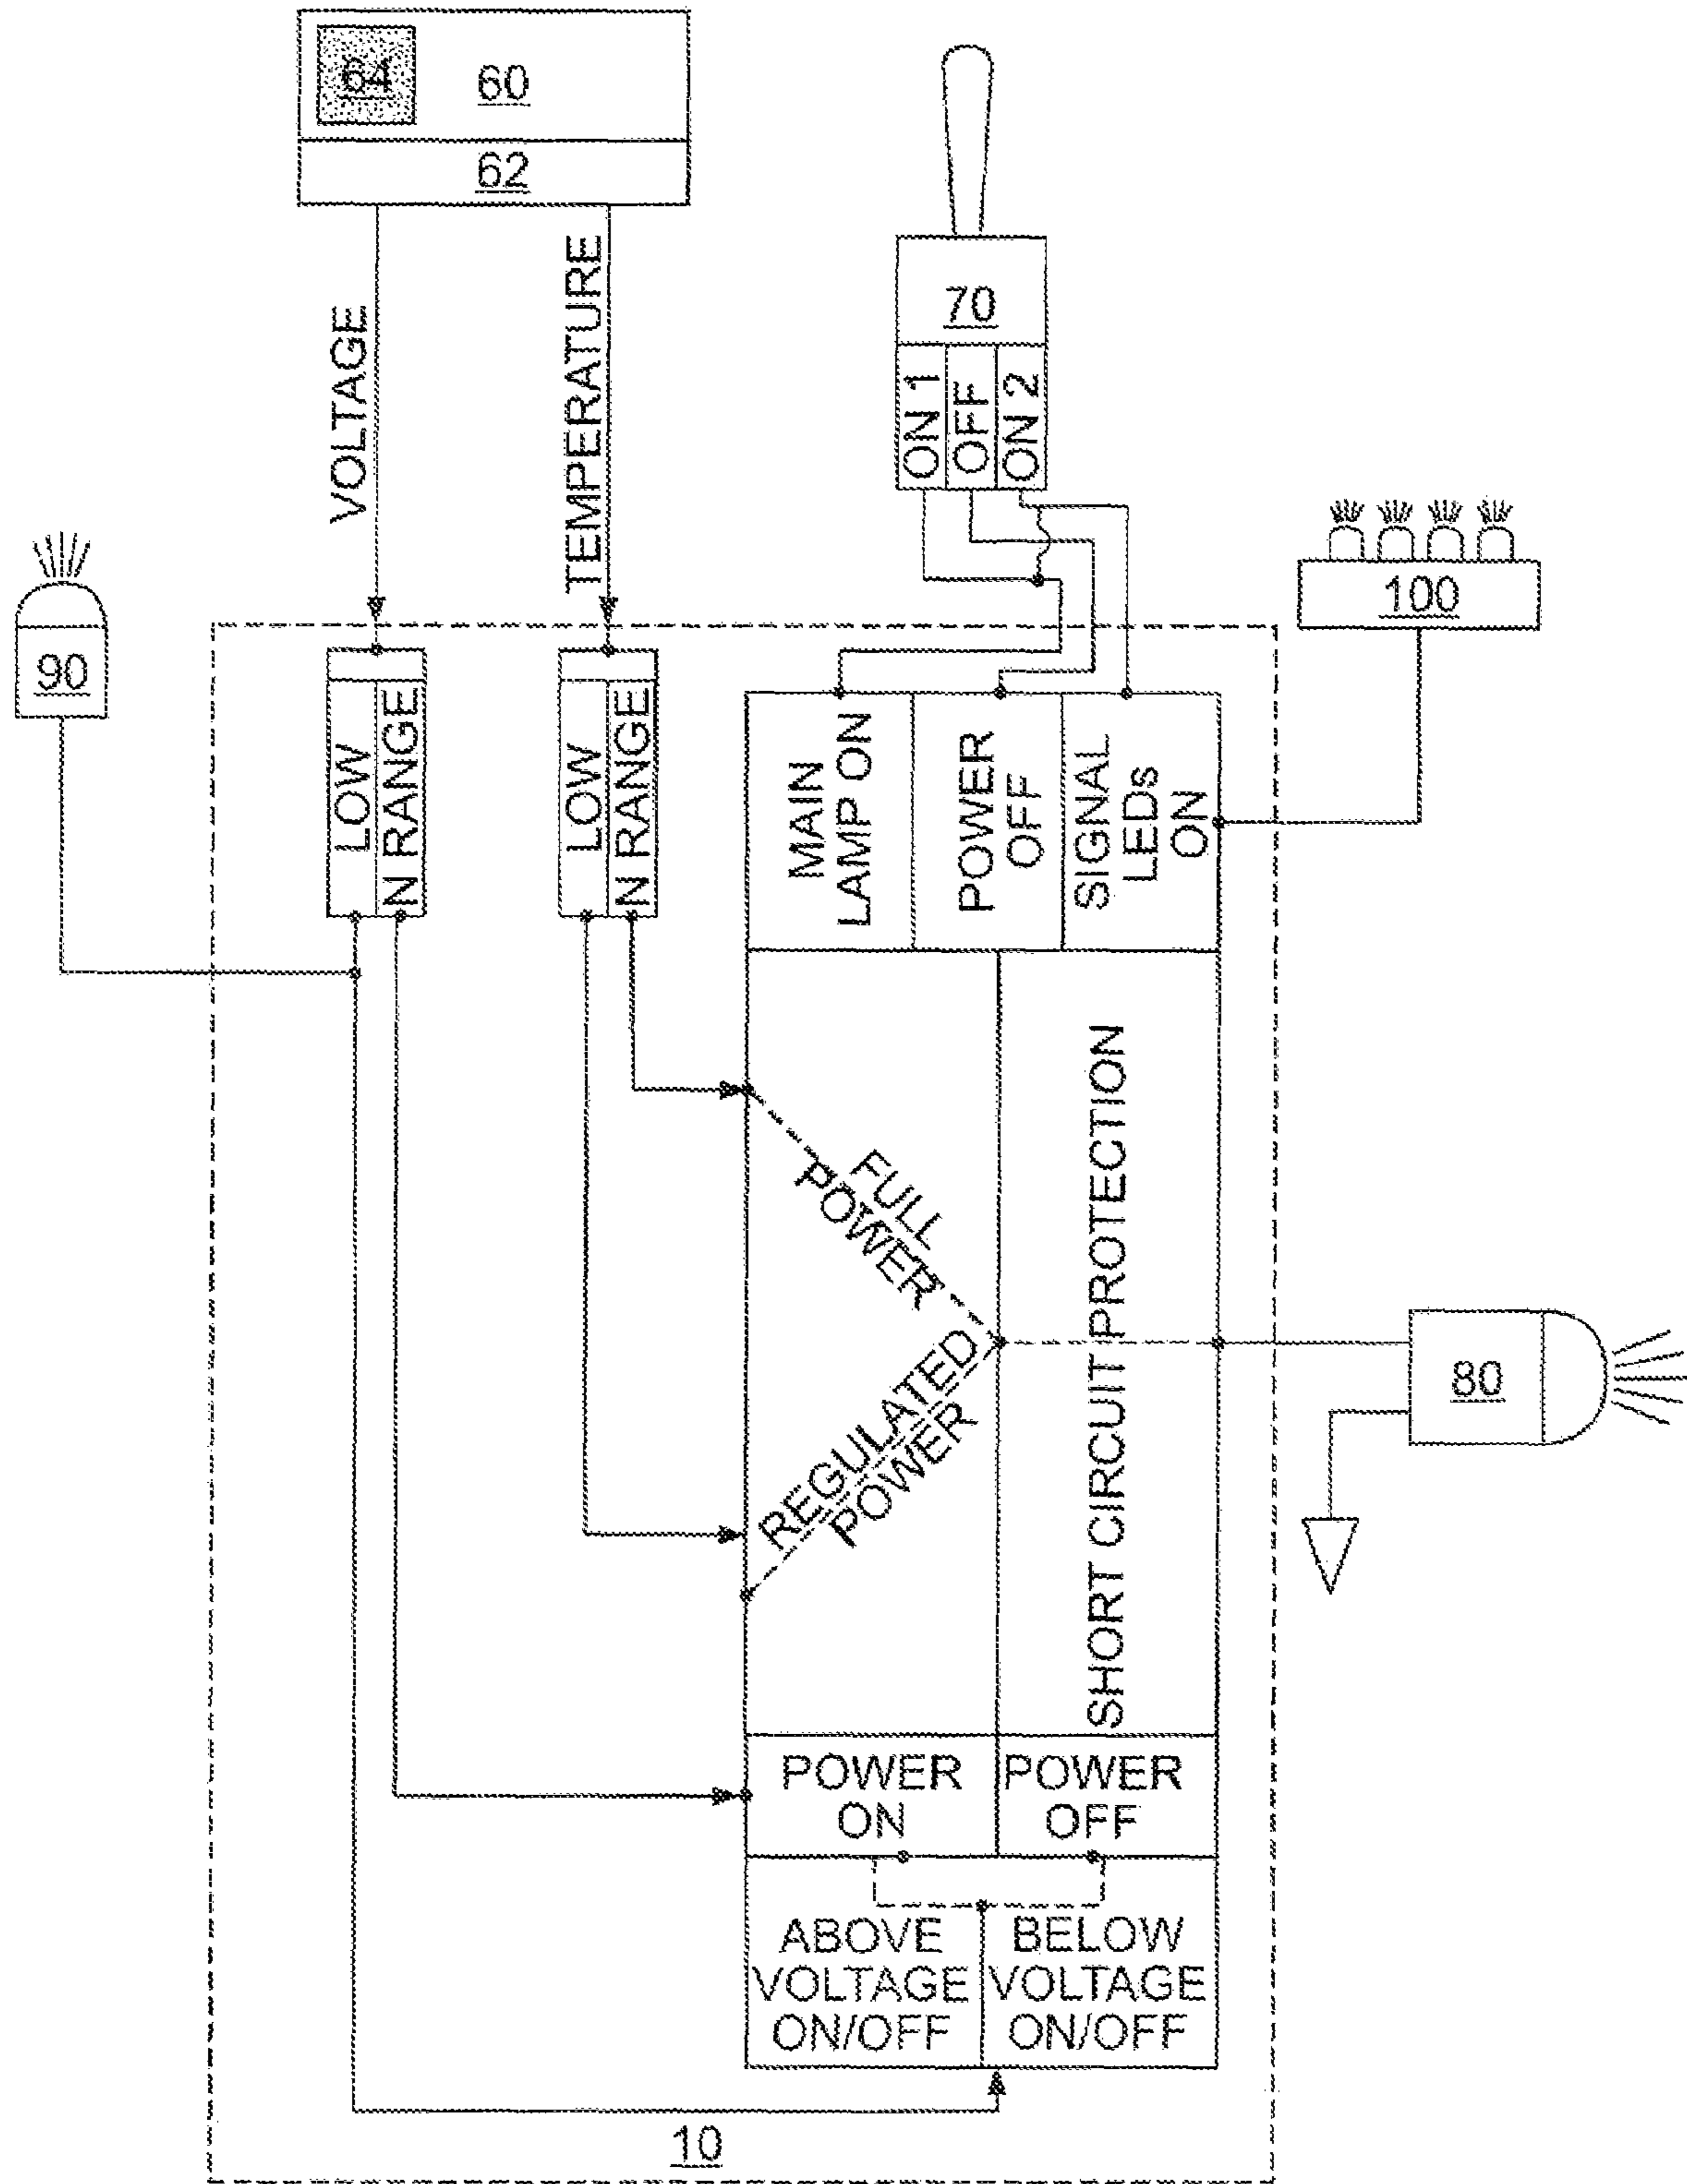 64
60
62
VOLTAGE
TEMPERATURE
70
ON 1
OFF
ON 2
90
100
LOW
N RANGE
LOW
N RANGE
MAIN
LAMP ON
POWER
OFF
SIGNAL
LEDs
ON
FULL
POWER
REGULATED
POWER
SHORT CIRCUIT PROTECTION
80
POWER
ON
POWER
OFF
ABOVE
VOLTAGE
ON/OFF
BELOW
VOLTAGE
ON/OFF
10